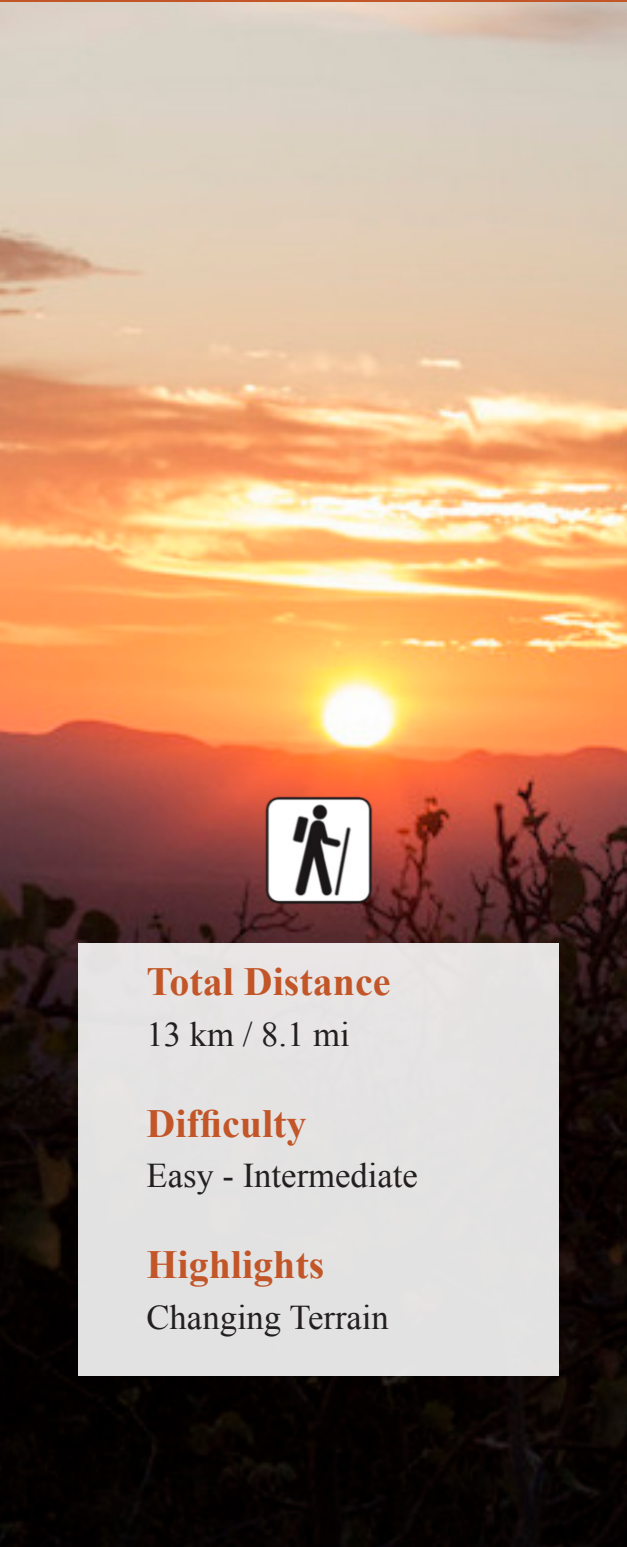 Total Distance
13 km / 8.1 mi
Difficulty
Easy - Intermediate
Highlights
Changing Terrain